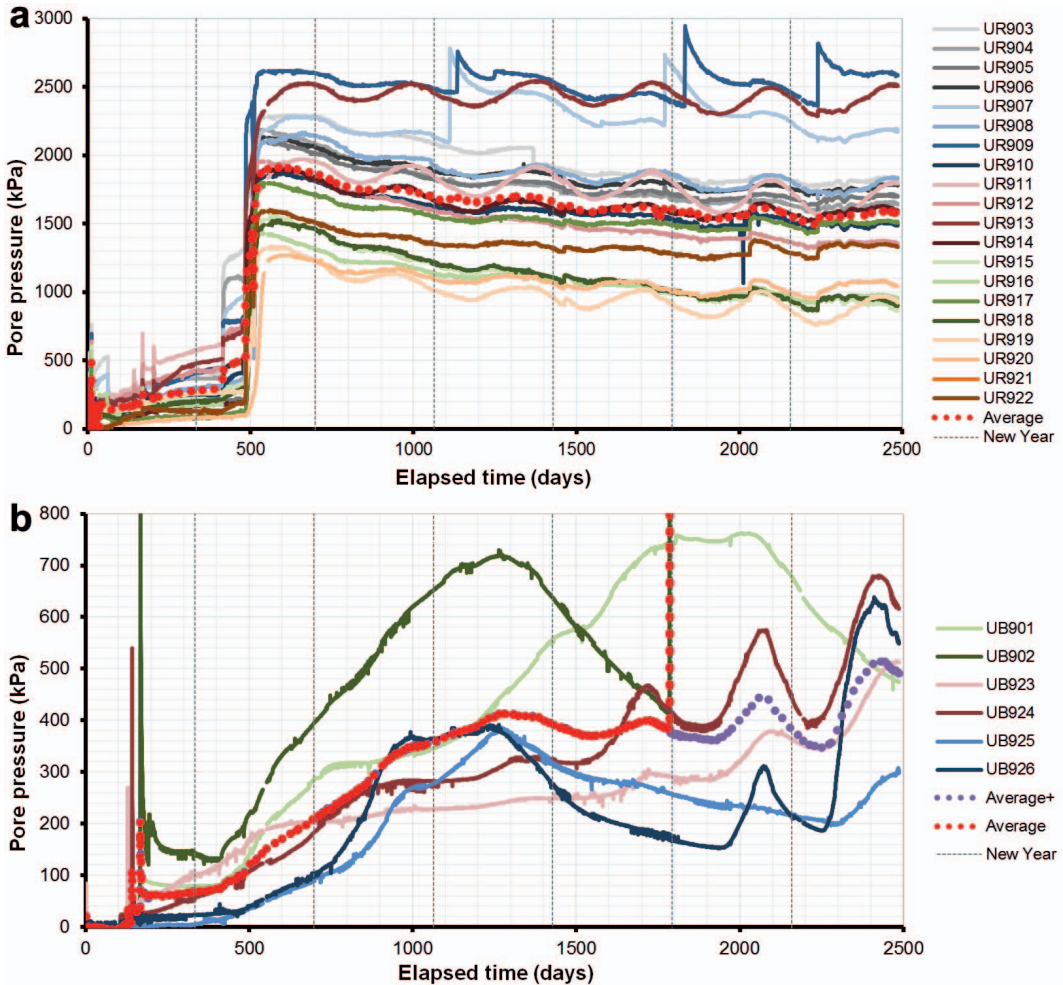 a
3000
2500
2000
1500
1000
500
0
Pore pressure (kPa)
0 500 1000 1500 2000 2500
Elapsed time (days)
UR903
UR904
UR905
UR906
UR907
UR908
UR909
UR910
UR911
UR912
UR913
UR914
UR915
UR916
UR917
UR918
UR919
UR920
UR921
UR922
Average
New Year
b
800
700
600
500
400
300
200
100
0
Pore pressure (kPa)
0 500 1000 1500 2000 2500
Elapsed time (days)
UB901
UB902
UB923
UB924
UB925
UB926
Average+
Average
New Year